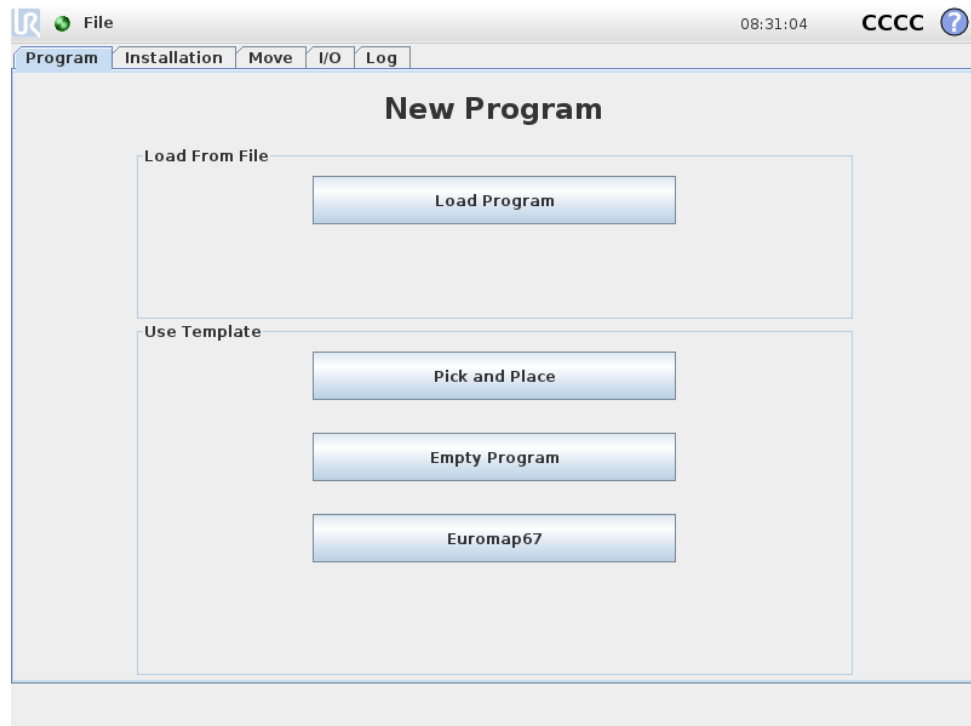 UR File 08:31:04 CCCC ?
Program Installation Move I/O Log
New Program
Load From File
Load Program
Use Template
Pick and Place
Empty Program
Euromap67